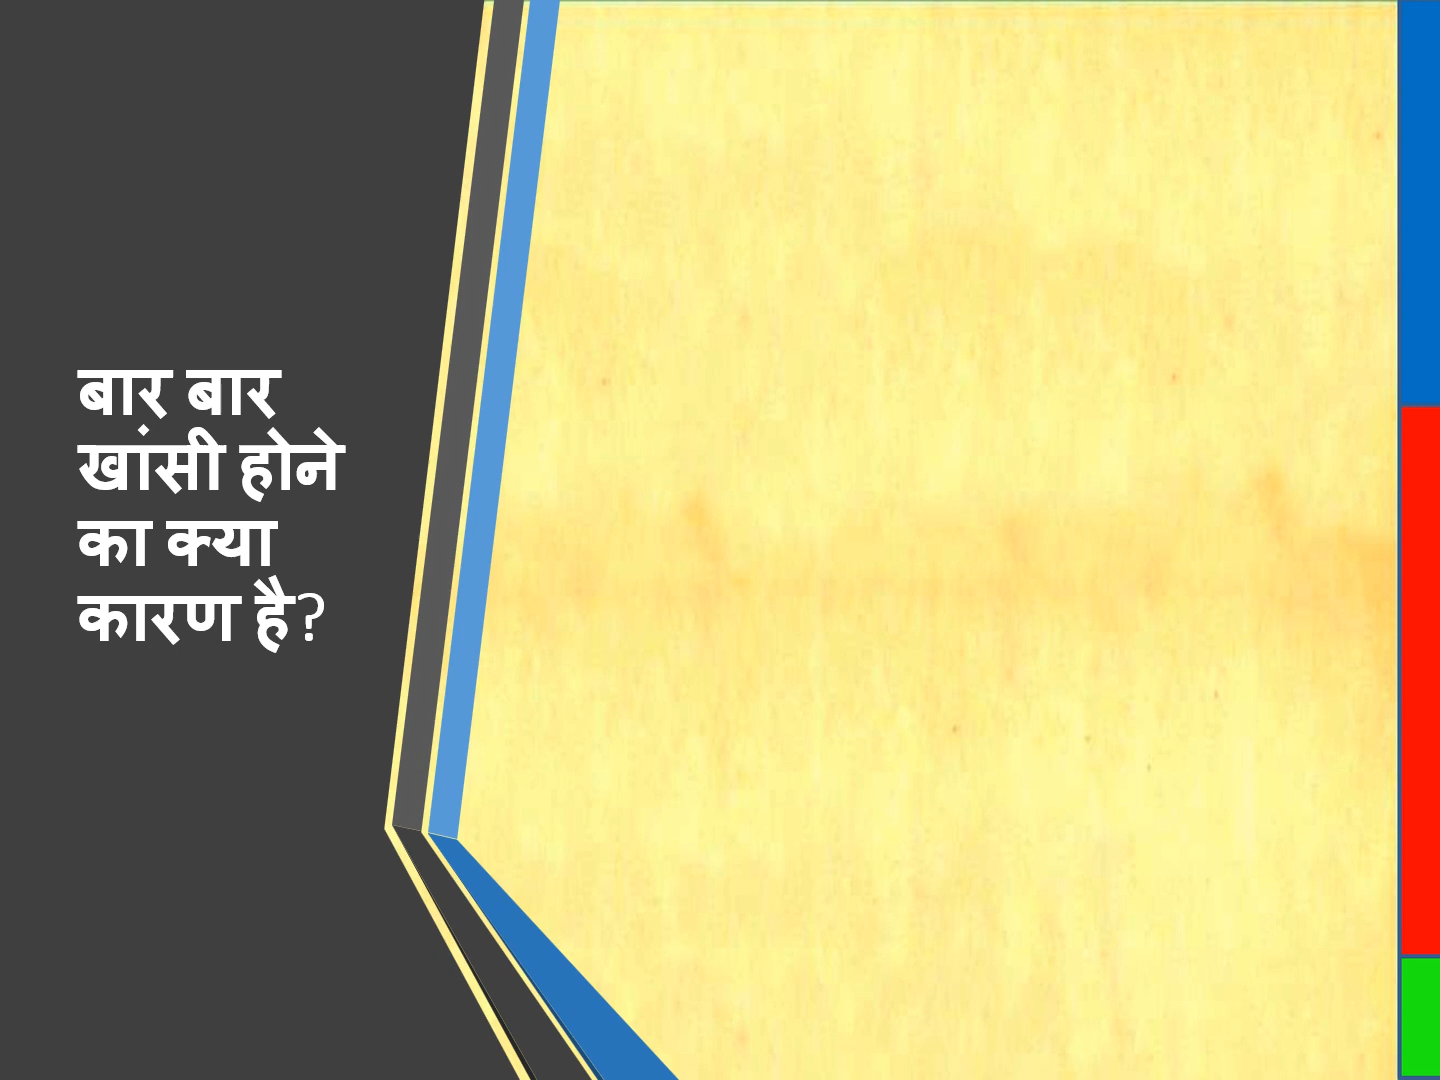 बार बार
खांसी होने
का क्या
कारण है?